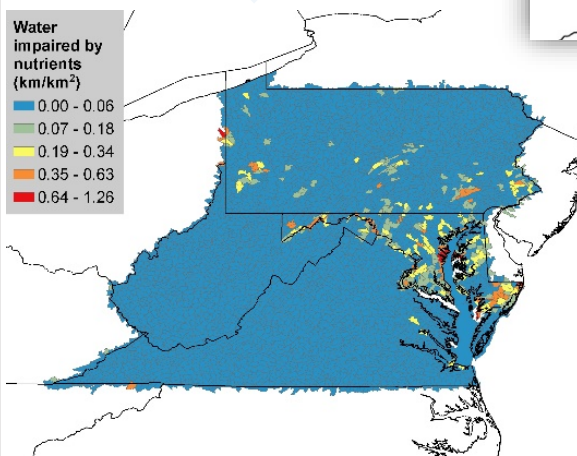 Water
impaired by
nutrients
(km/km²)
0.00 - 0.06
0.07 - 0.18
0.19 - 0.34
0.35 - 0.63
0.64 - 1.26